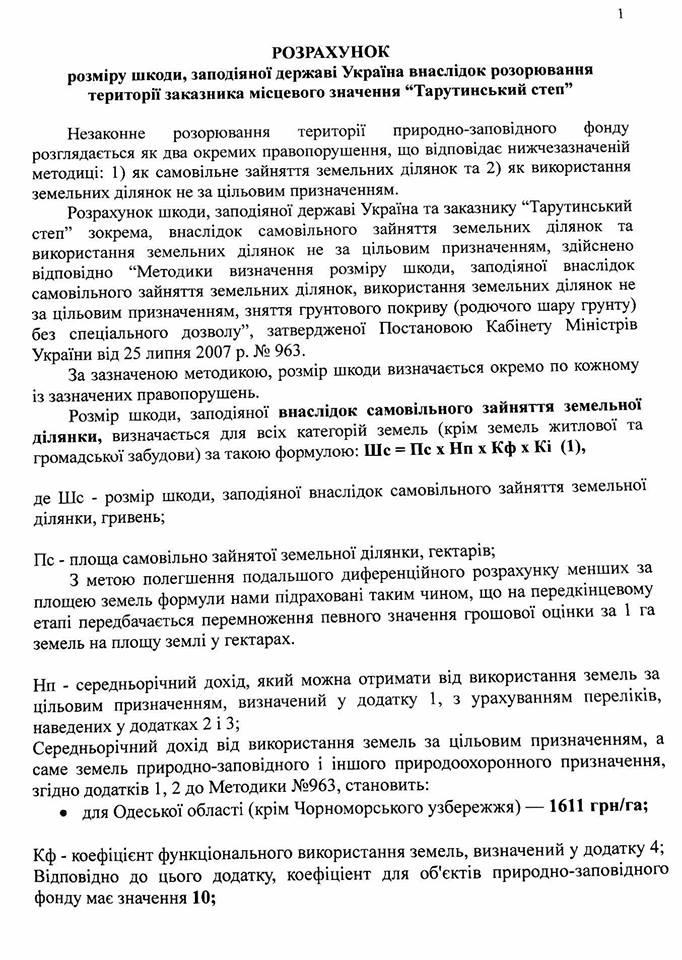 1
РОЗРАХУНОК
розміру шкоди, заподіяної державі Україна внаслідок розорювання
території заказника місцевого значення “Тарутинський степ”
Незаконне розорювання території природно-заповідного фонду
розглядається як два окремих правопорушення, що відповідає нижчезазначеній
методиці: 1) як самовільне зайняття земельних ділянок та 2) як використання
земельних ділянок не за цільовим призначенням.
Розрахунок шкоди, заподіяної державі Україна та заказнику “Тарутинський
степ” зокрема, внаслідок самовільного зайняття земельних ділянок та
використання земельних ділянок не за цільовим призначенням, здійснено
відповідно “Методики визначення розміру шкоди, заподіяної внаслідок
самовільного зайняття земельних ділянок, використання земельних ділянок не
за цільовим призначенням, зняття грунтового покриву (родючого шару грунту)
без спеціального дозволу”, затвердженої Постановою Кабінету Міністрів
України від 25 липня 2007 р. № 963.
За зазначеною методикою, розмір шкоди визначається окремо по кожному
із зазначених правопорушень.
Розмір шкоди, заподіяної внаслідок самовільного зайняття земельної
ділянки, визначається для всіх категорій земель (крім земель житлової та
громадської забудови) за такою формулою: Шс = Пс х Нп х Кф х Кі (1),
де Шс - розмір шкоди, заподіяної внаслідок самовільного зайняття земельної
ділянки, гривень;
Пс - площа самовільно зайнятої земельної ділянки, гектарів;
З метою полегшення подальшого диференційного розрахунку менших за
площею земель формули нами підраховані таким чином, що на передкінцевому
етапі передбачається перемноження певного значення грошової оцінки за 1 га
земель на площу землі у гектарах.
Нп - середньорічний дохід, який можна отримати від використання земель за
цільовим призначенням, визначений у додатку 1, з урахуванням переліків,
наведених у додатках 2 і 3;
Середньорічний дохід від використання земель за цільовим призначенням, а
саме земель природно-заповідного і іншого природоохоронного призначення,
згідно додатків 1, 2 до Методики №963, становить:
• для Одеської області (крім Чорноморського узбережжя) — 1611 грн/га;
Кф - коефіцієнт функціонального використання земель, визначений у додатку 4;
Відповідно до цього додатку, коефіцієнт для об'єктів природно-заповідного
фонду має значення 10;